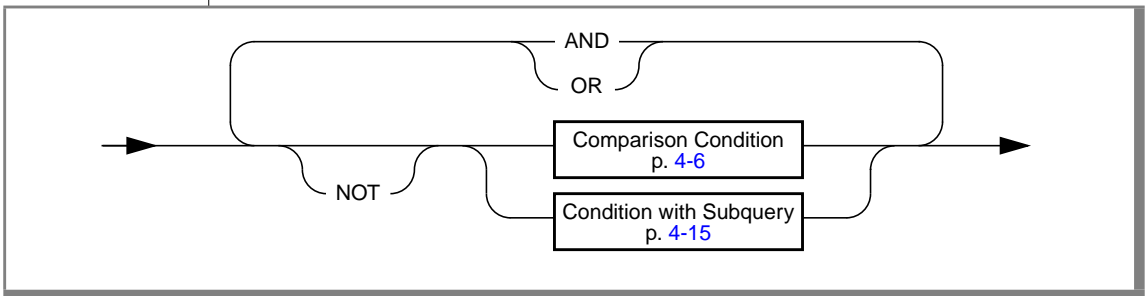 AND
OR
Comparison Condition
p. 4-6
NOT
Condition with Subquery
p. 4-15